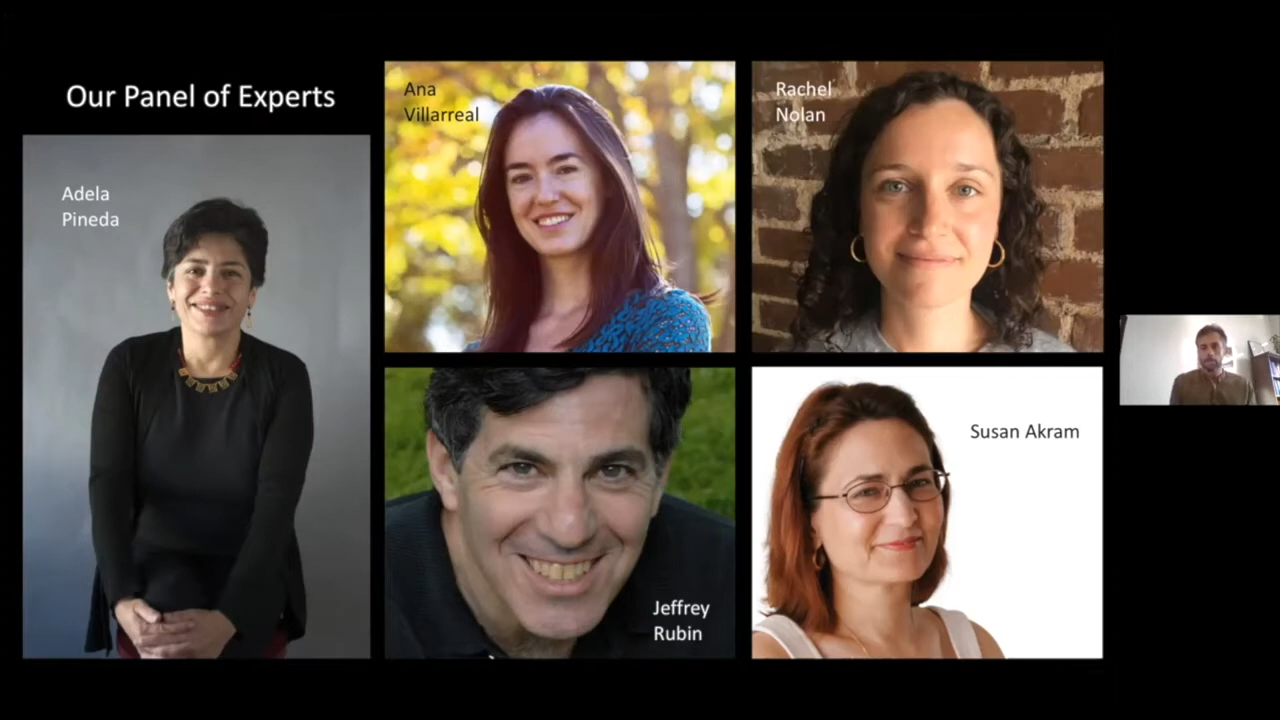 Our Panel of Experts
Adela
Pineda
Ana
Villarreal
Rachel
Nolan
Jeffrey
Rubin
Susan Akram